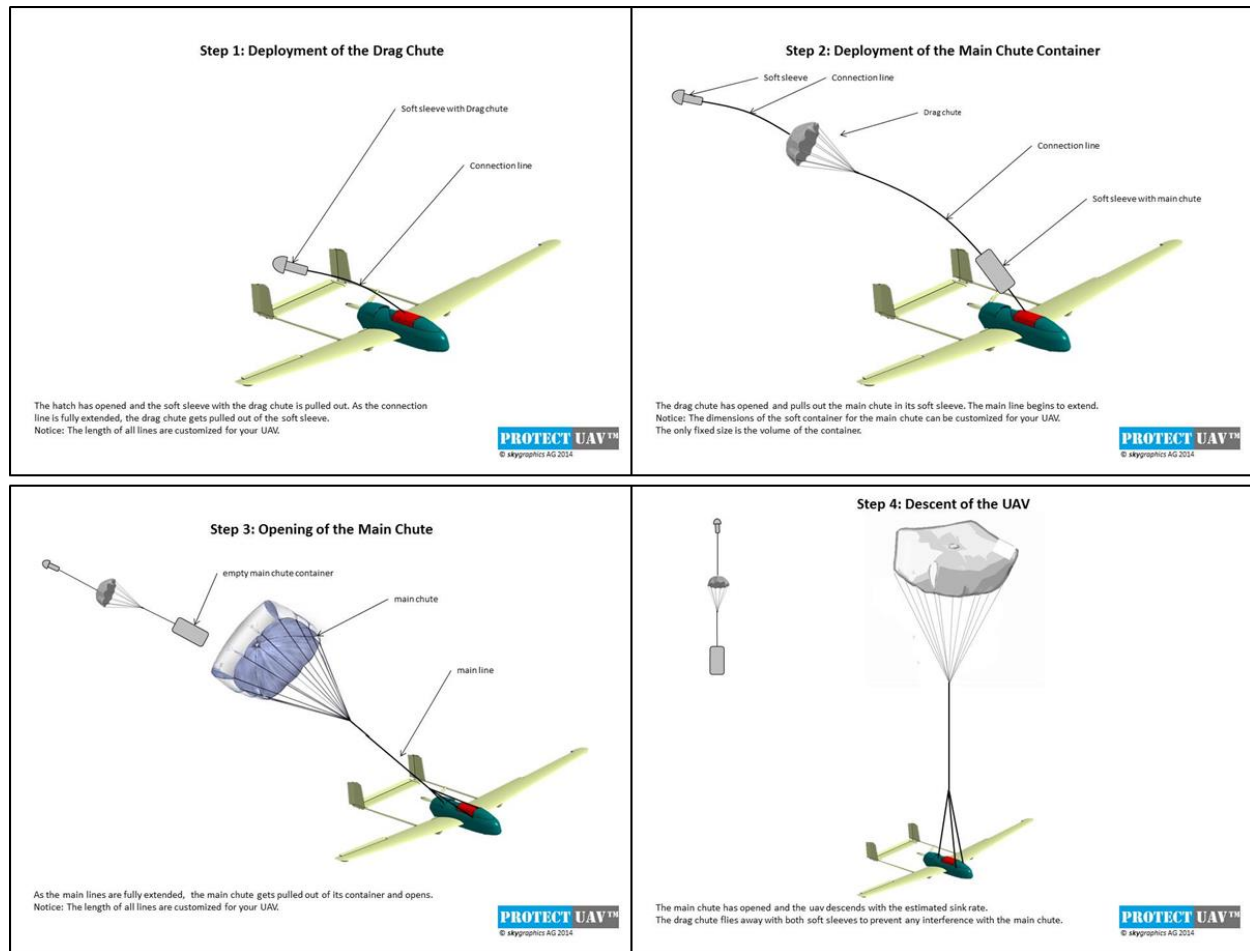 Step 1: Deployment of the Drag Chute
Soft sleeve with Drag chute
Connection line
The hatch has opened and the soft sleeve with the drag chute is pulled out. As the connection
line is fully extended, the drag chute gets pulled out of the soft sleeve.
Notice: The length of all lines are customized for your UAV.
PROTECT UAV™
© skygraphics AG 2014
Step 2: Deployment of the Main Chute Container
Soft sleeve
Connection line
Drag chute
Connection line
Soft sleeve with main chute
The drag chute has opened and pulls out the main chute in its soft sleeve. The main line begins to extend.
Notice: The dimensions of the soft container for the main chute can be customized for your UAV.
The only fixed size is the volume of the container.
PROTECT UAV™
© skygraphics AG 2014
Step 3: Opening of the Main Chute
empty main chute container
main chute
main line
As the main lines are fully extended, the main chute gets pulled out of its container and opens.
Notice: The length of all lines are customized for your UAV.
PROTECT UAV™
© skygraphics AG 2014
Step 4: Descent of the UAV
The main chute has opened and the uav descends with the estimated sink rate.
The drag chute flies away with both soft sleeves to prevent any interference with the main chute.
PROTECT UAV™
© skygraphics AG 2014